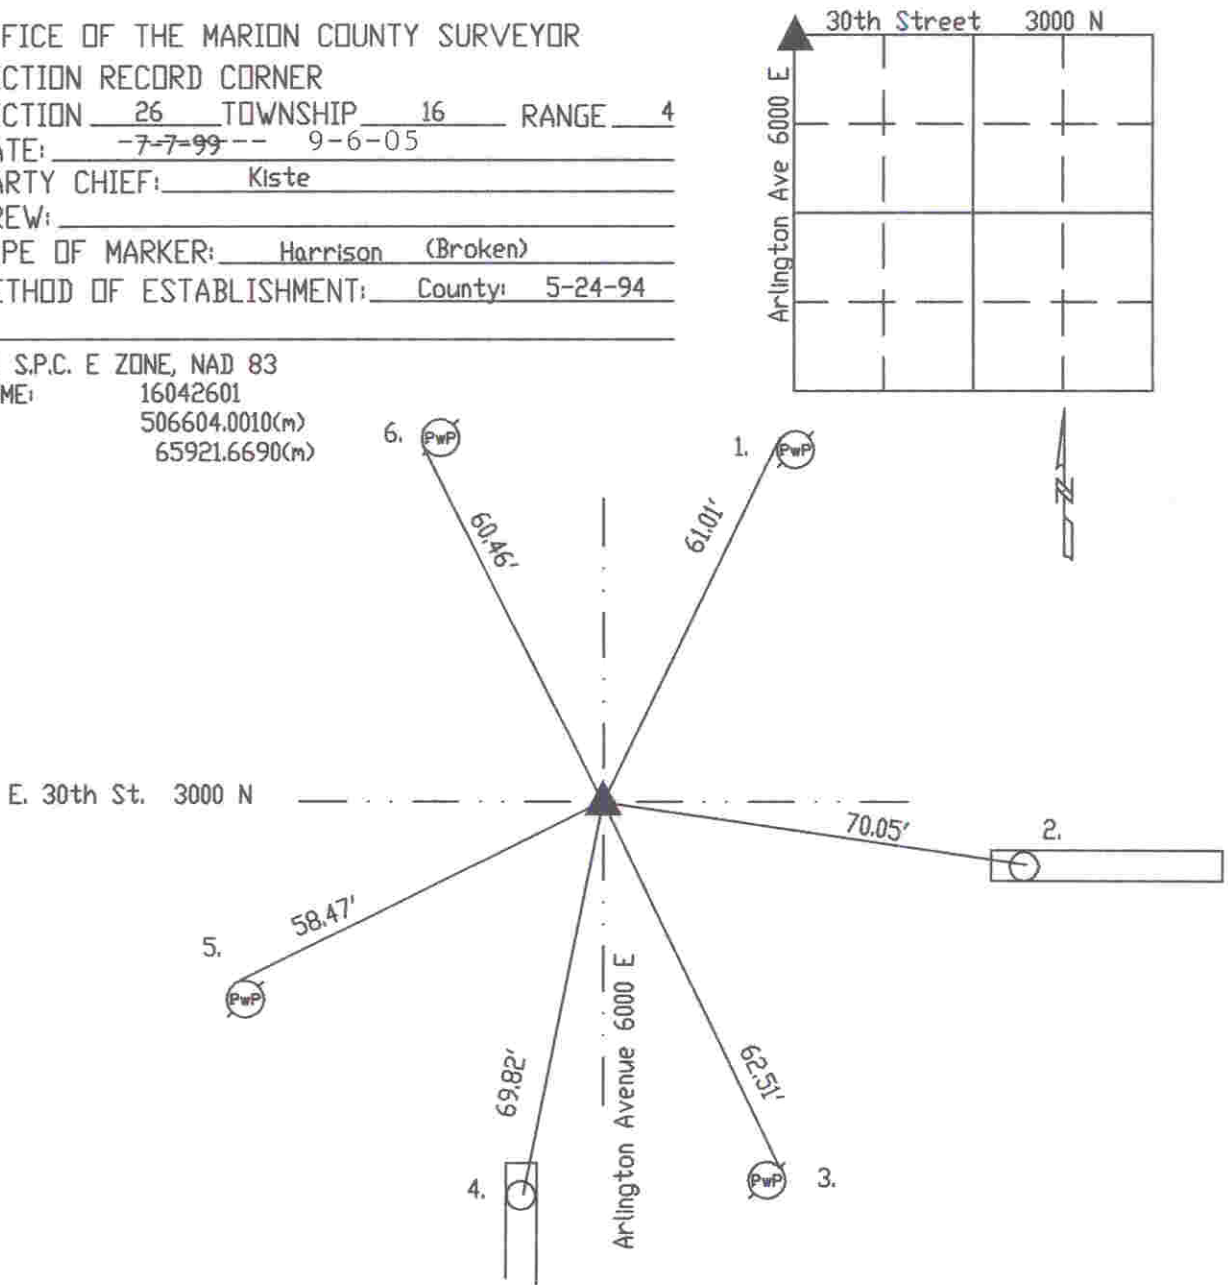 FICE OF THE MARION COUNTY SURVEYOR
CTION RECORD CORNER
CTION 26 TOWNSHIP 16 RANGE 4
ATE: -7-7-99--- 9-6-05
ARTY CHIEF: Kiste
REW:
PE OF MARKER: Harrison (Broken)
ETHOD OF ESTABLISHMENT: County: 5-24-94
S.P.C. E ZONE, NAD 83
ME: 16042601
506604.0010(m)
65921.6690(m)
30th Street 3000 N
Arlington Ave 6000 E
N
6. PwP
1. PwP
60.46'
61.01'
E. 30th St. 3000 N
70.05'
2.
58.47'
5. PwP
69.82'
Arlington Avenue 6000 E
62.51'
4.
PwP 3.